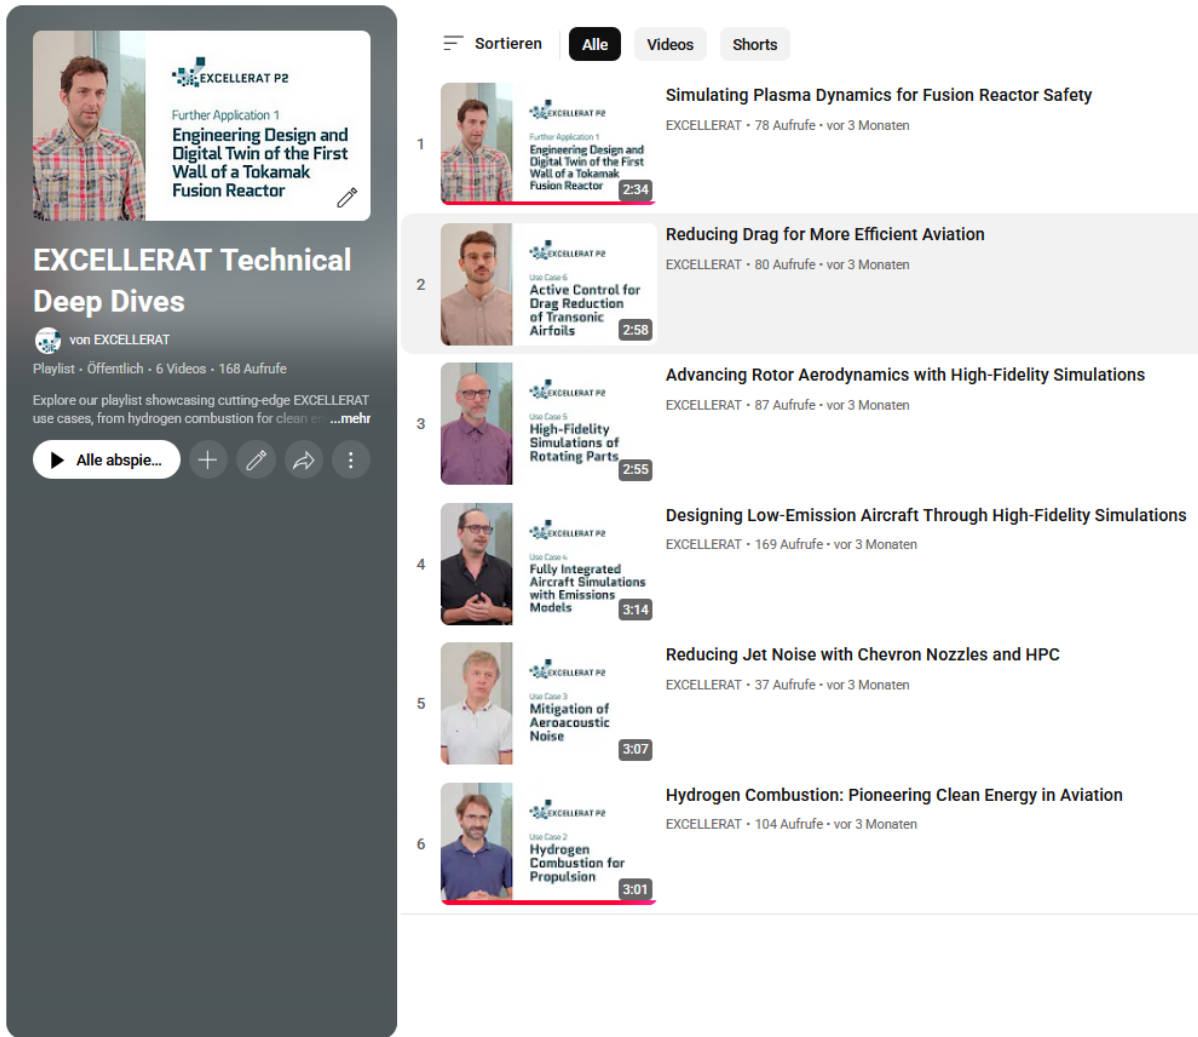 EXCELLERAT P2
Further Application 1
Engineering Design and
Digital Twin of the First
Wall of a Tokamak
Fusion Reactor
EXCELLERAT Technical
Deep Dives
von EXCELLERAT
Playlist • Öffentlich • 6 Videos • 168 Aufrufe
Explore our playlist showcasing cutting-edge EXCELLERAT
use cases, from hydrogen combustion for clean en ...mehr
Alle abspie...
Sortieren
Alle
Videos
Shorts
1
EXCELLERAT P2
Further Application 1
Engineering Design and
Digital Twin of the First
Wall of a Tokamak
Fusion Reactor
2:34
Simulating Plasma Dynamics for Fusion Reactor Safety
EXCELLERAT • 78 Aufrufe • vor 3 Monaten
2
EXCELLERAT P2
Use Case 6
Active Control for
Drag Reduction
of Transonic
Airfoils
2:58
Reducing Drag for More Efficient Aviation
EXCELLERAT • 80 Aufrufe • vor 3 Monaten
3
EXCELLERAT P2
Use Case 5
High-Fidelity
Simulations of
Rotating Parts
2:55
Advancing Rotor Aerodynamics with High-Fidelity Simulations
EXCELLERAT • 87 Aufrufe • vor 3 Monaten
4
EXCELLERAT P2
Use Case 4
Fully Integrated
Aircraft Simulations
with Emissions
Models
3:14
Designing Low-Emission Aircraft Through High-Fidelity Simulations
EXCELLERAT • 169 Aufrufe • vor 3 Monaten
5
EXCELLERAT P2
Use Case 3
Mitigation of
Aeroacoustic
Noise
3:07
Reducing Jet Noise with Chevron Nozzles and HPC
EXCELLERAT • 37 Aufrufe • vor 3 Monaten
6
EXCELLERAT P2
Use Case 2
Hydrogen
Combustion for
Propulsion
3:01
Hydrogen Combustion: Pioneering Clean Energy in Aviation
EXCELLERAT • 104 Aufrufe • vor 3 Monaten